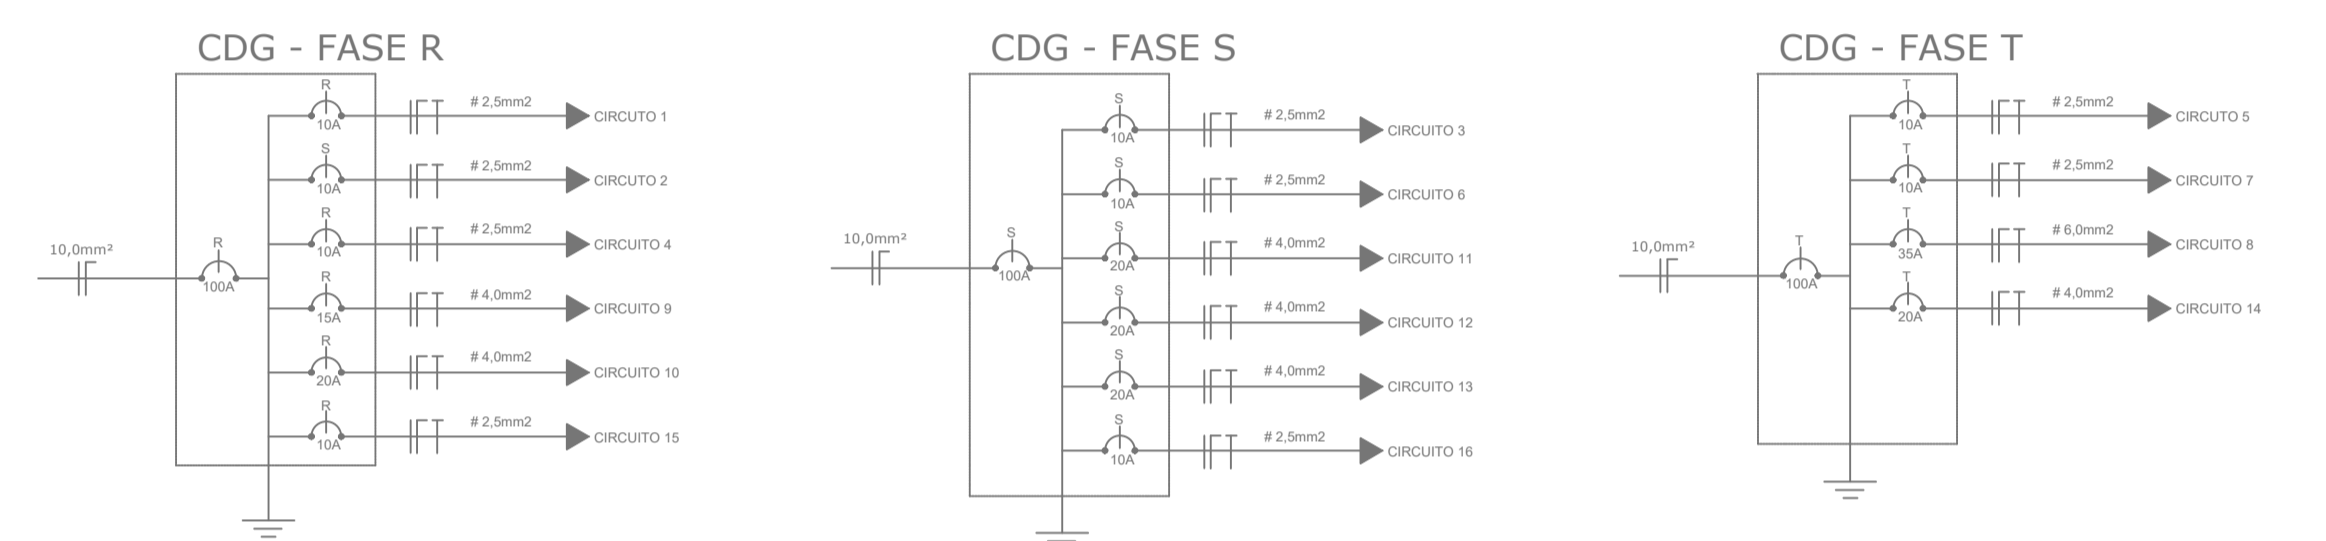 CDG - FASE R
R
10A
# 2,5mm2
CIRCUTO 1
S
10A
# 2,5mm2
CIRCUTO 2
R
10A
# 2,5mm2
CIRCUITO 4
10,0mm²
R
100A
R
15A
# 4,0mm2
CIRCUITO 9
R
20A
# 4,0mm2
CIRCUITO 10
R
10A
# 2,5mm2
CIRCUITO 15
CDG - FASE S
S
10A
# 2,5mm2
CIRCUITO 3
S
10A
# 2,5mm2
CIRCUITO 6
10,0mm²
S
100A
S
20A
# 4,0mm2
CIRCUITO 11
S
20A
# 4,0mm2
CIRCUITO 12
S
20A
# 4,0mm2
CIRCUITO 13
S
10A
# 2,5mm2
CIRCUITO 16
CDG - FASE T
T
10A
# 2,5mm2
CIRCUTO 5
T
10A
# 2,5mm2
CIRCUITO 7
T
35A
# 6,0mm2
CIRCUITO 8
10,0mm²
T
100A
T
20A
# 4,0mm2
CIRCUITO 14